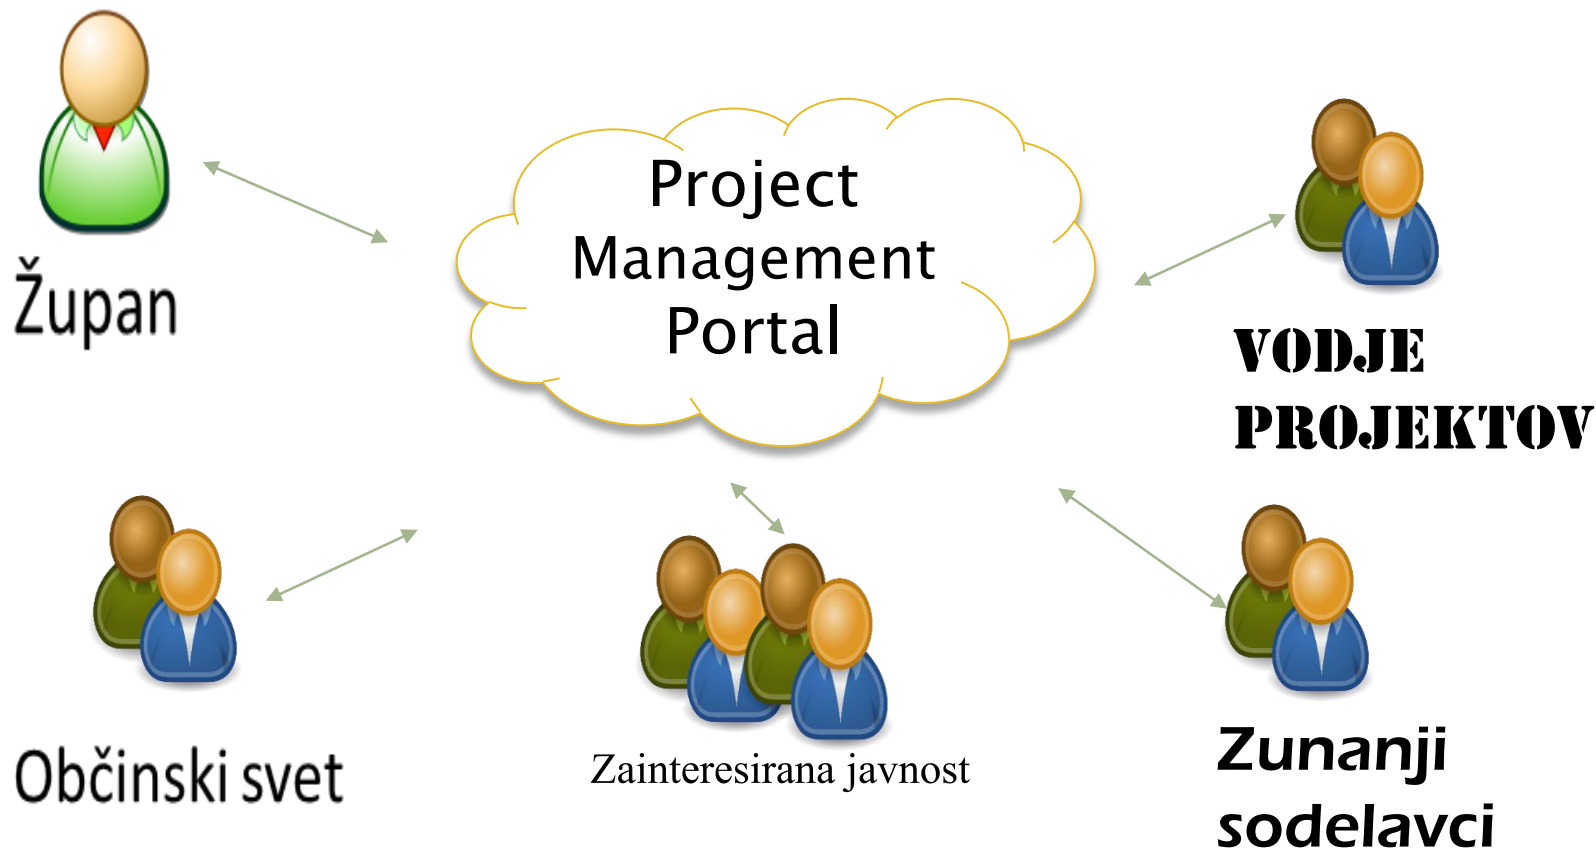 Župan
Project
Management
Portal
VODJE
PROJEKTOV
Občinski svet
Zainteresirana javnost
Zunanji
sodelavci